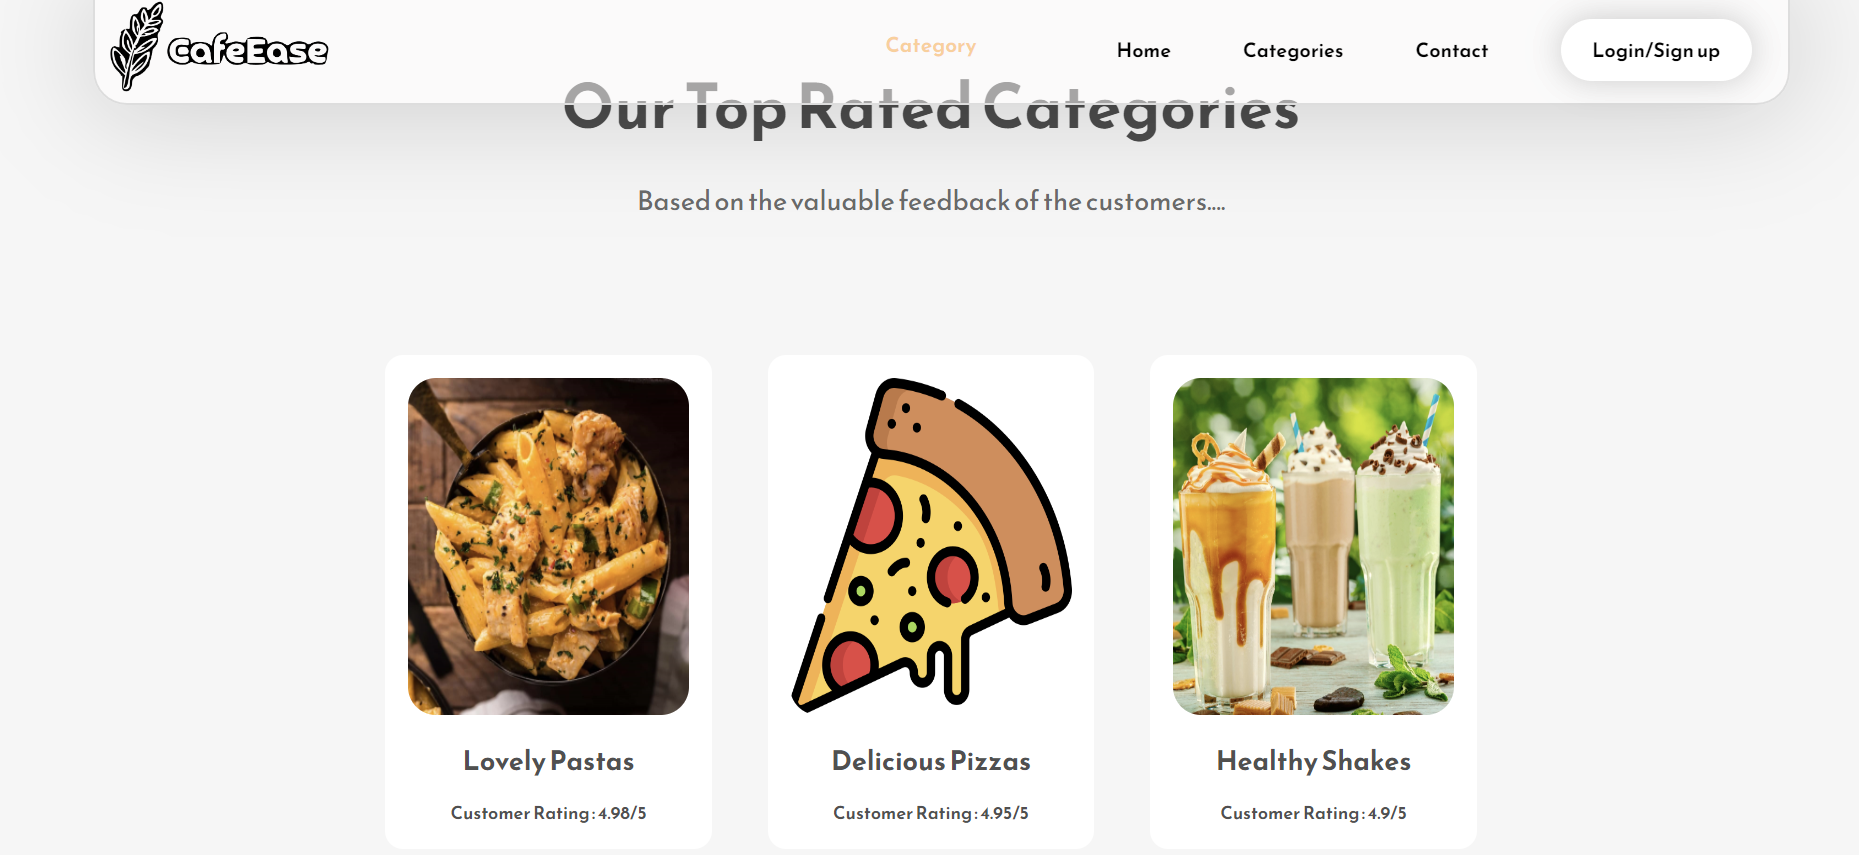 CafeEase
Home Categories Contact Login/Sign up
Category
Our Top Rated Categories
Based on the valuable feedback of the customers....
Lovely Pastas
Customer Rating : 4.98/5
Delicious Pizzas
Customer Rating : 4.95/5
Healthy Shakes
Customer Rating : 4.9/5